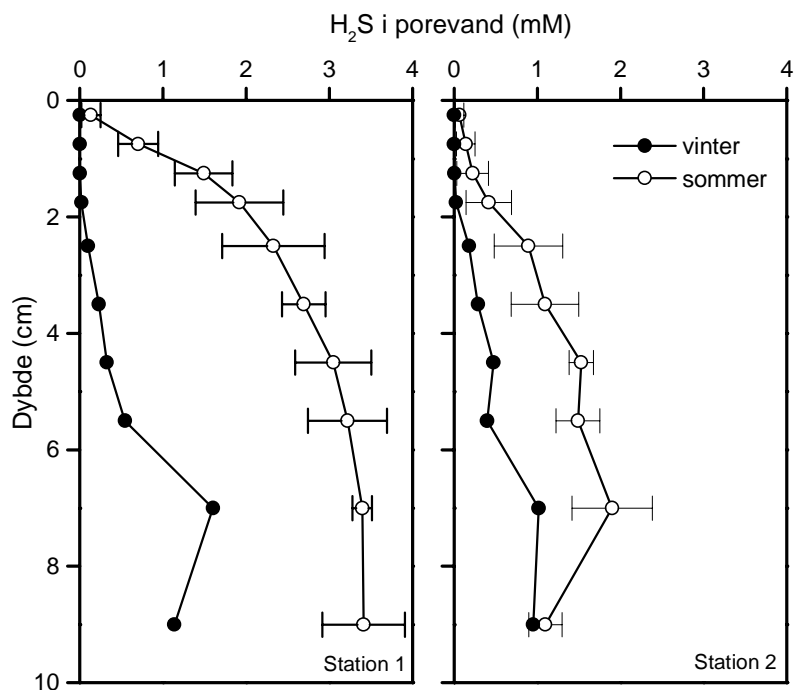 H₂S i porevand (mM)
0 1 2 3 4 0 1 2 3 4
0
2
4
6
8
10
Dybde (cm)
vinter
sommer
Station 1
Station 2